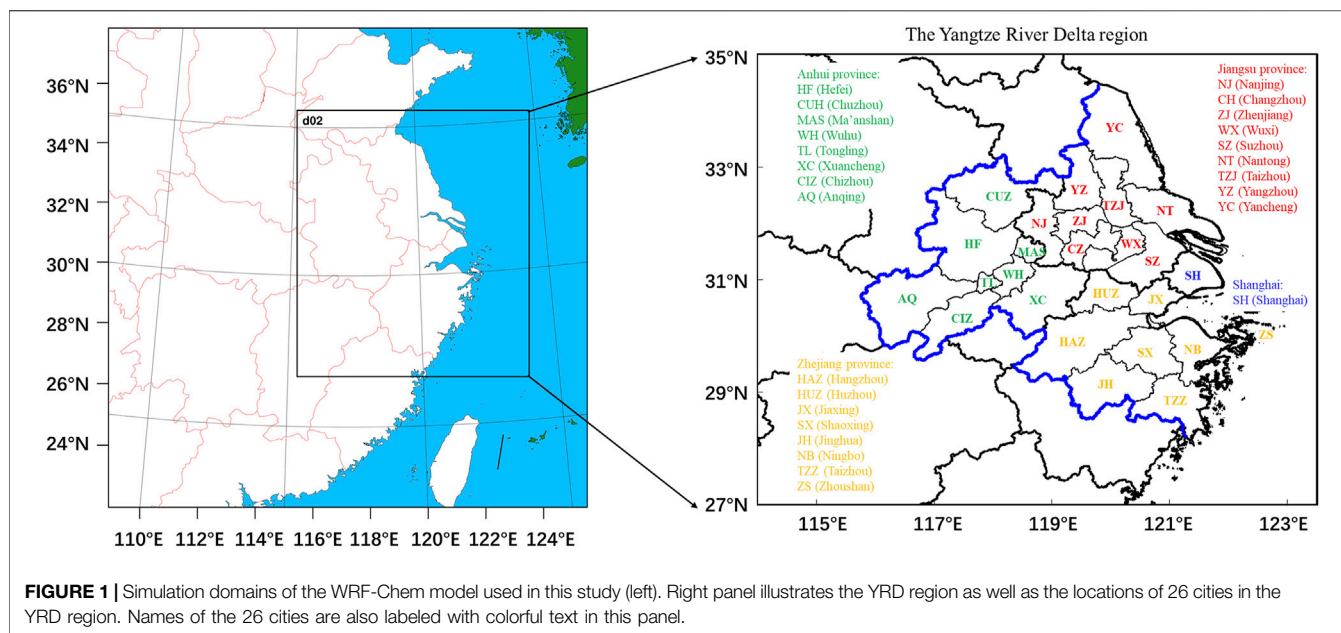 36°N
34°N
32°N
30°N
28°N
26°N
24°N
d02
110°E 112°E 114°E 116°E 118°E 120°E 122°E 124°E
The Yangtze River Delta region
35°N
33°N
31°N
29°N
27°N
115°E 117°E 119°E 121°E 123°E
Anhui province:
HF (Hefei)
CUH (Chuzhou)
MAS (Ma'anshan)
WH (Wuhu)
TL (Tongling)
XC (Xuancheng)
CIZ (Chizhou)
AQ (Anqing)
Jiangsu province:
NJ (Nanjing)
CH (Changzhou)
ZJ (Zhenjiang)
WX (Wuxi)
SZ (Suzhou)
NT (Nantong)
TZJ (Taizhou)
YZ (Yangzhou)
YC (Yancheng)
Shanghai:
SH (Shanghai)
Zhejiang province:
HAZ (Hangzhou)
HUZ (Huzhou)
JX (Jiaxing)
SX (Shaoxing)
JH (Jinghua)
NB (Ningbo)
TZZ (Taizhou)
ZS (Zhoushan)
YC
CUZ
YZ
TZJ
NT
NJ
ZJ
HF
MAS
CZ
WX
SZ
SH
TL
WH
AQ
XC
HUZ
JX
CIZ
HAZ
SX
NB
ZS
JH
TZZ
FIGURE 1 | Simulation domains of the WRF-Chem model used in this study (left). Right panel illustrates the YRD region as well as the locations of 26 cities in the
YRD region. Names of the 26 cities are also labeled with colorful text in this panel.